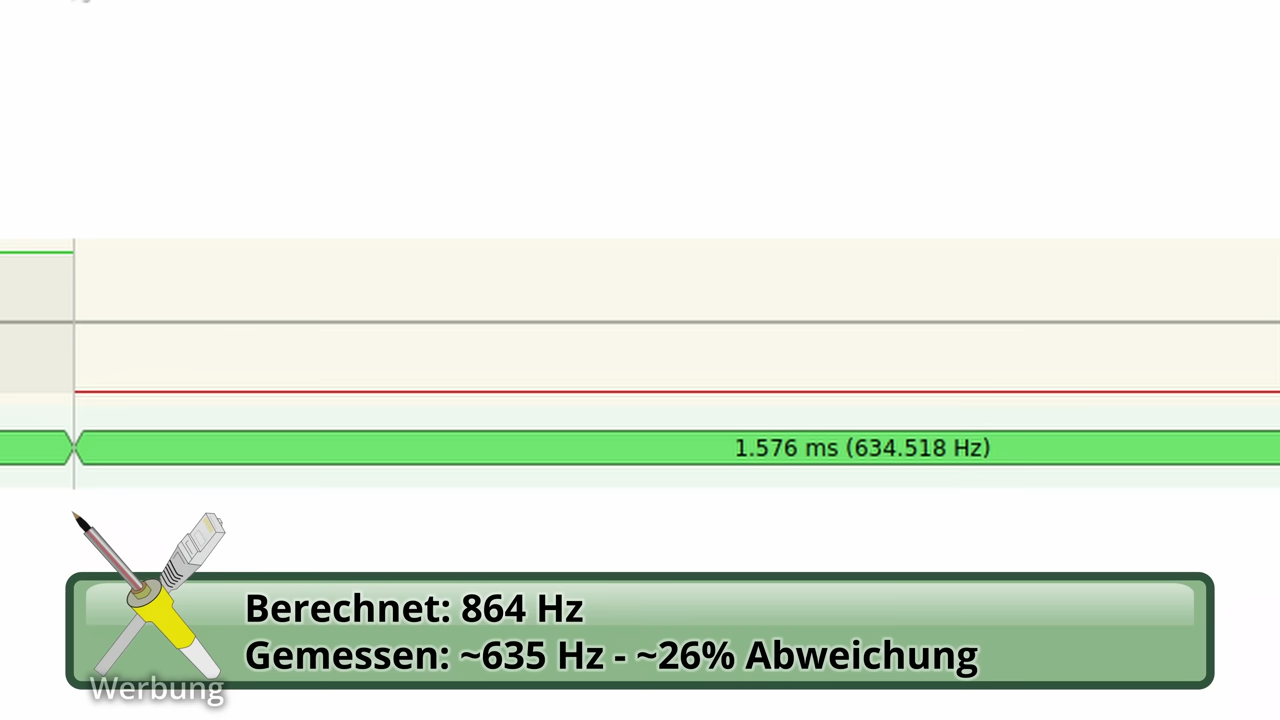 1.576 ms (634.518 Hz)
Berechnet: 864 Hz
Gemessen: ~635 Hz - ~26% Abweichung
Werbung